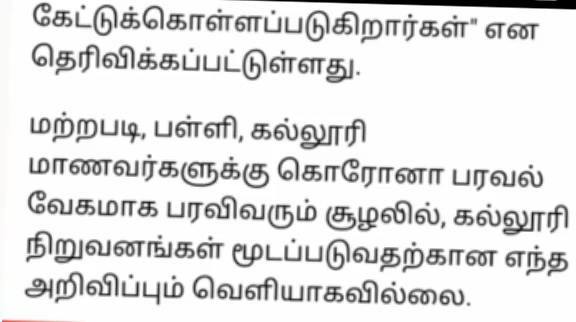 கேட்டுக்கொள்ளப்படுகிறார்கள்" என
தெரிவிக்கப்பட்டுள்ளது.
மற்றபடி, பள்ளி, கல்லூரி
மாணவர்களுக்கு கொரோனா பரவல்
வேகமாக பரவிவரும் சூழலில், கல்லூரி
நிறுவனங்கள் மூடப்படுவதற்கான எந்த
அறிவிப்பும் வெளியாகவில்லை.